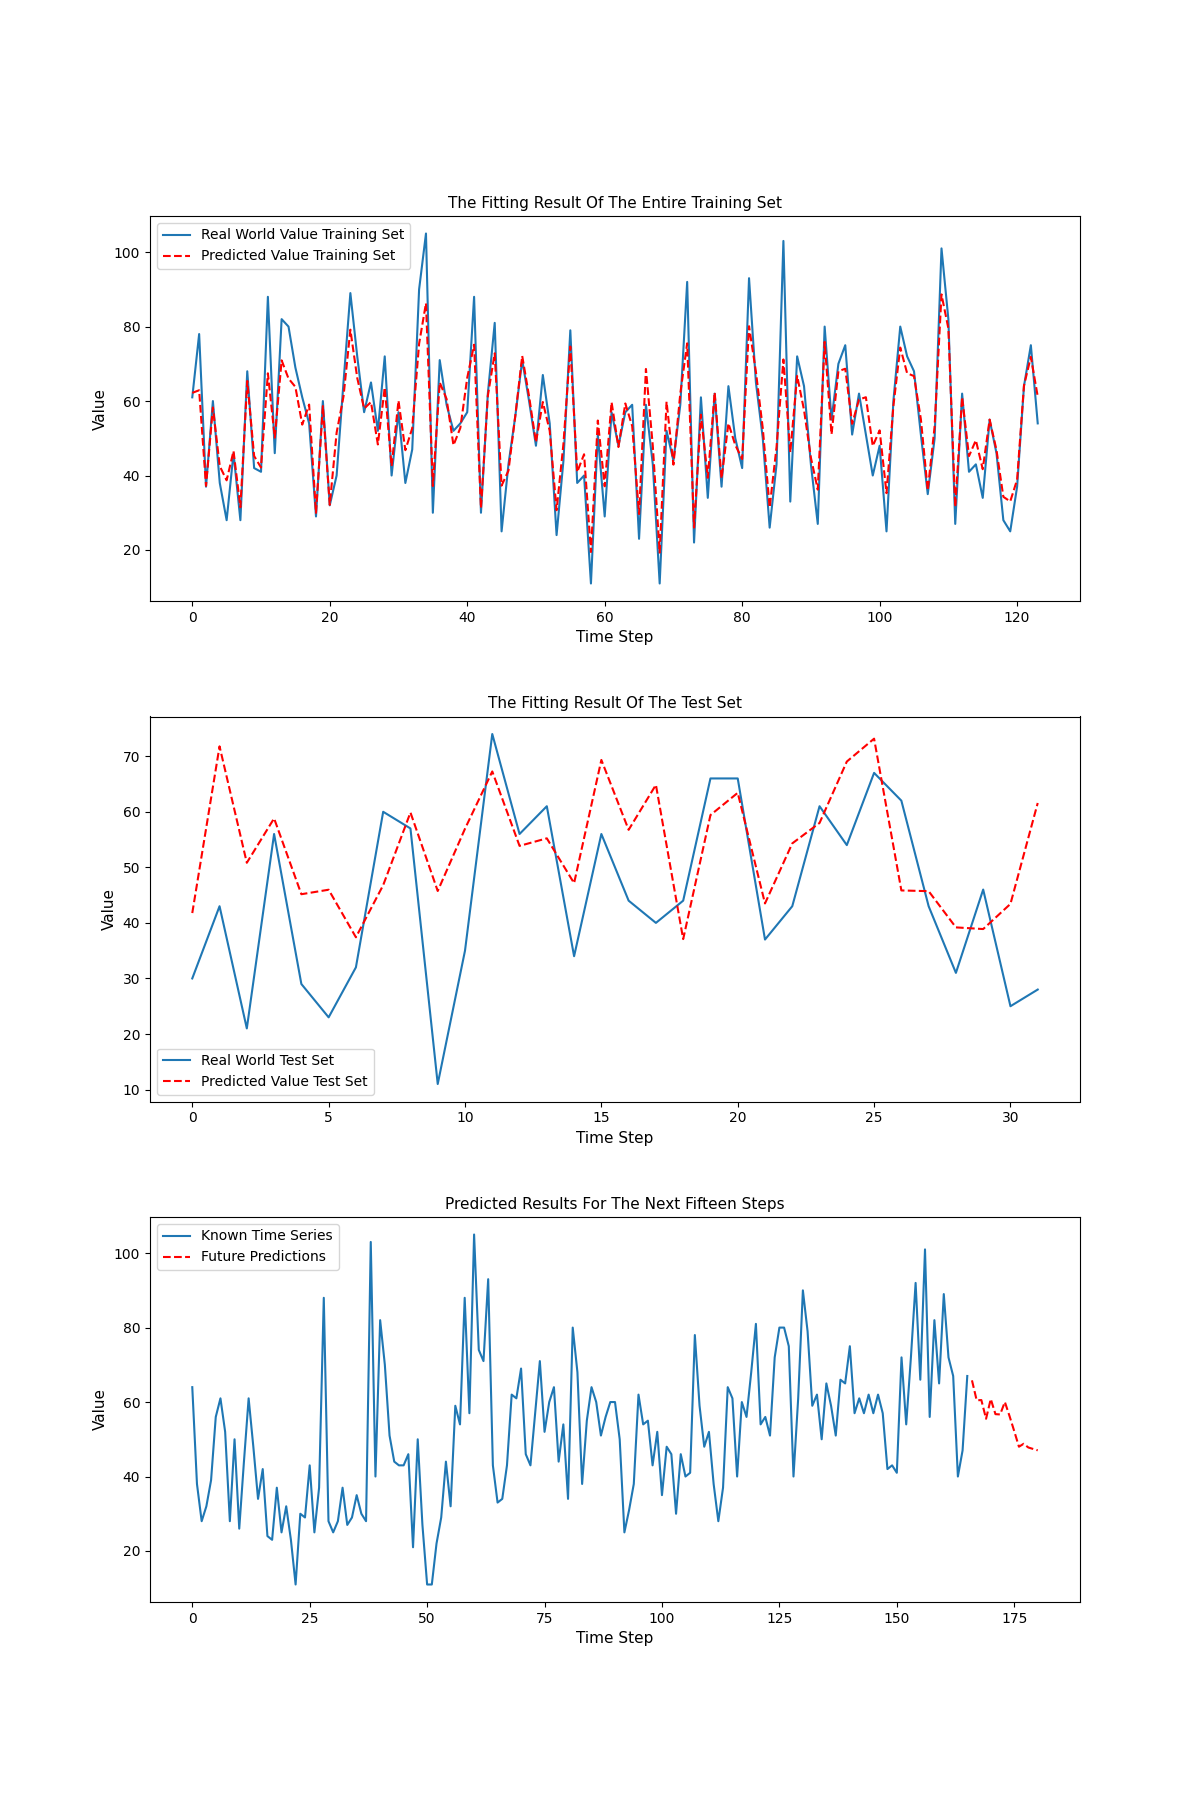 The Fitting Result Of The Entire Training Set
Real World Value Training Set
Predicted Value Training Set
Value
100
80
60
40
20
0 20 40 60 80 100 120
Time Step
The Fitting Result Of The Test Set
Value
70
60
50
40
30
20
10
Real World Test Set
Predicted Value Test Set
0 5 10 15 20 25 30
Time Step
Predicted Results For The Next Fifteen Steps
Known Time Series
Future Predictions
Value
100
80
60
40
20
0 25 50 75 100 125 150 175
Time Step